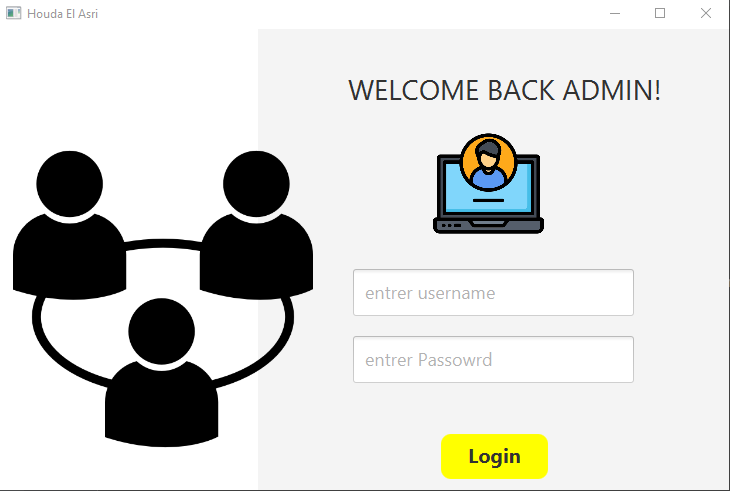 Houda El Asri
WELCOME BACK ADMIN!
entrer username
entrer Passowrd
Login